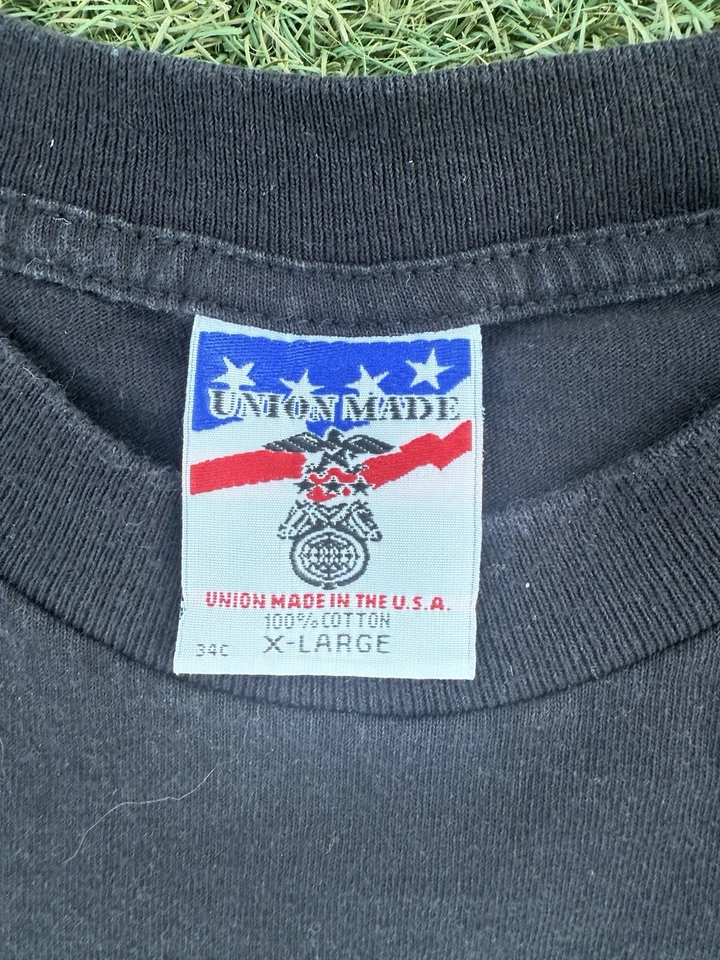 UNION MADE
UNION MADE IN THE U.S.A.
100% COTTON
34C X-LARGE